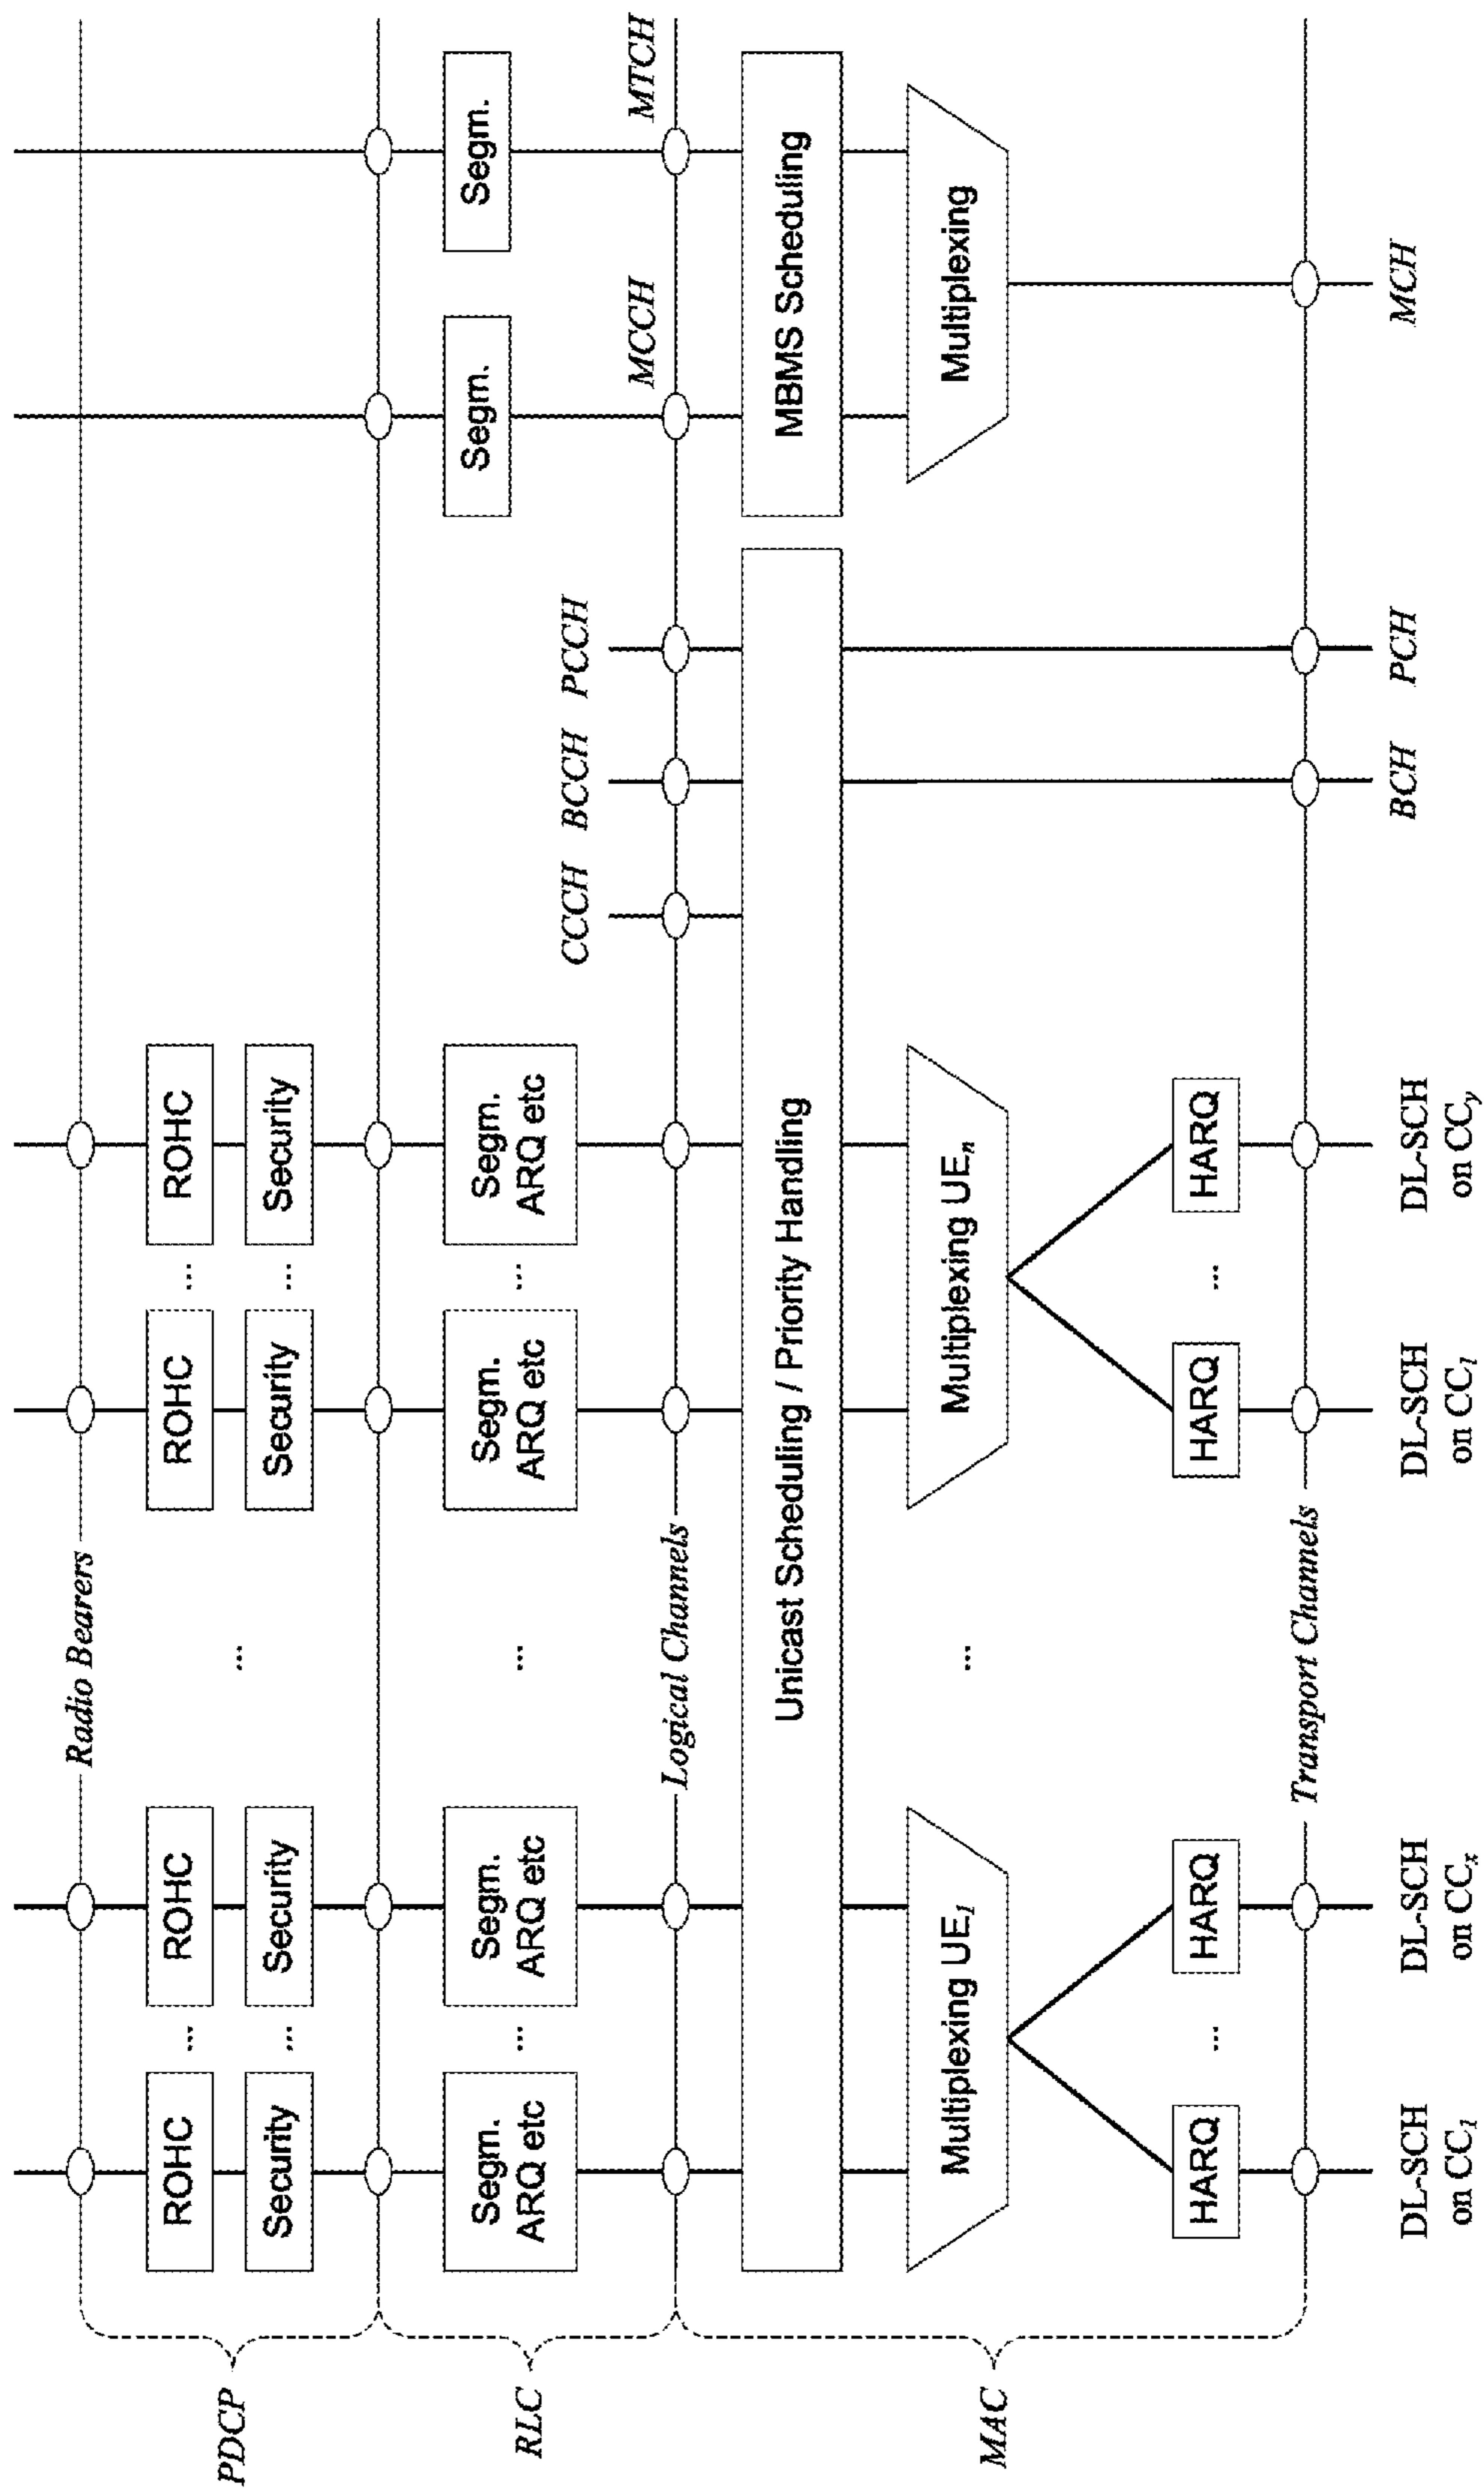 Radio Bearers
PDCP
ROHC
...
ROHC
ROHC
...
ROHC
...
Security
...
Security
Security
...
Security
RLC
Segm.
ARQ etc
...
Segm.
ARQ etc
...
Segm.
ARQ etc
...
Segm.
ARQ etc
Segm.
Segm.
CCCH
BCCH
PCCH
MCCH
MTCH
Logical Channels
MAC
Unicast Scheduling / Priority Handling
MBMS Scheduling
Multiplexing UE₁
...
Multiplexing UEₙ
Multiplexing
HARQ
...
HARQ
HARQ
...
HARQ
Transport Channels
DL-SCH
on CC₁
DL-SCH
on CCₓ
DL-SCH
on CC₁
DL-SCH
on CCy
BCH
PCH
MCH